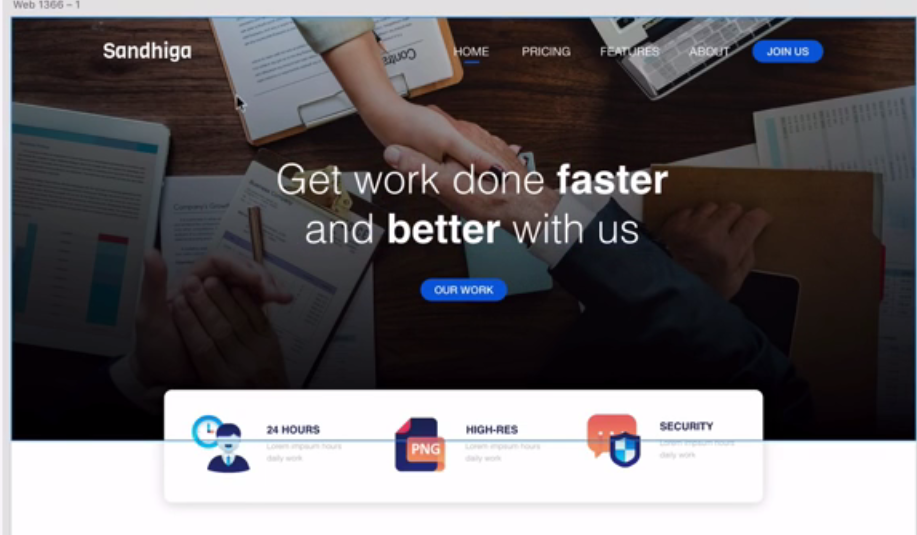 Web 1366 – 1
Sandhiga
HOME PRICING FEATURES ABOUT JOIN US
Contra
Get work done faster
and better with us
OUR WORK
24 HOURS
Lorem impsum hours
daily work
PNG
HIGH-RES
Lorem impsum hours
daily work
SECURITY
Lorem impsum hours
daily work